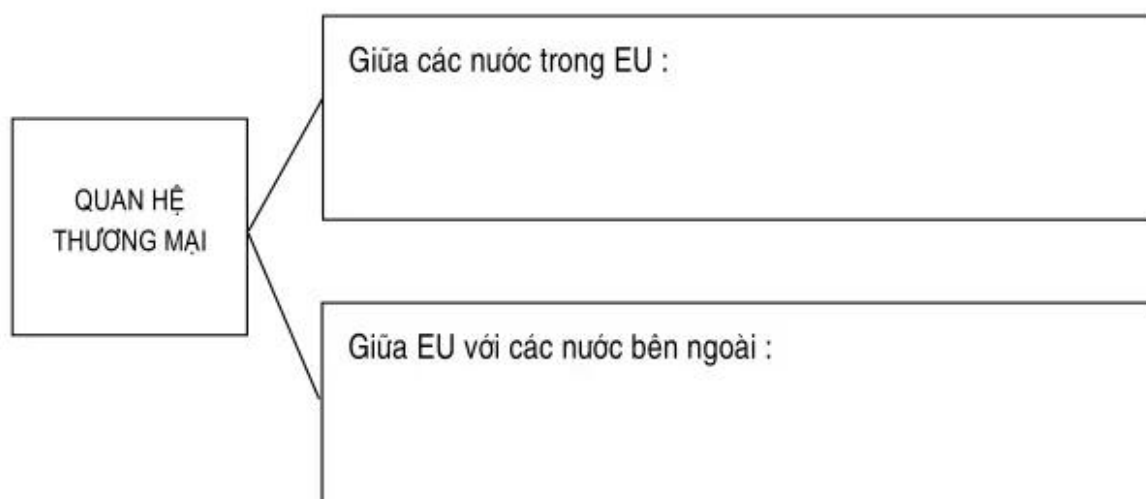 Giữa các nước trong EU :
QUAN HỆ
THƯƠNG MẠI
Giữa EU với các nước bên ngoài :